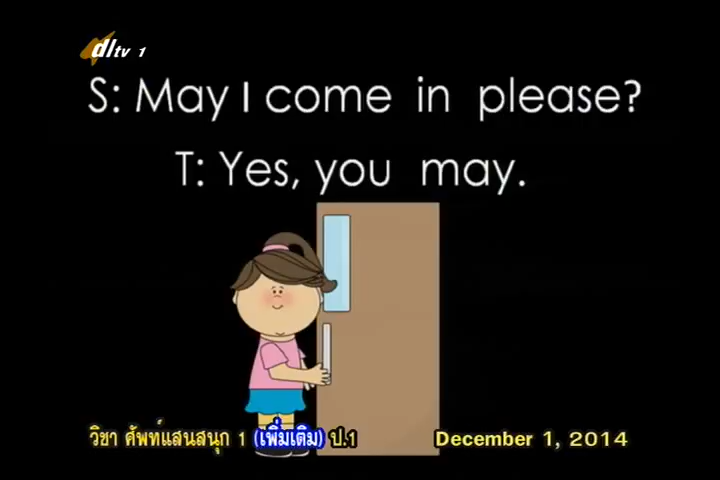 dltv 1
S: May I come in please?
T: Yes, you may.
วิชา ศัพท์แสนสนุก 1 (เพิ่มเติม) ป.1
December 1, 2014